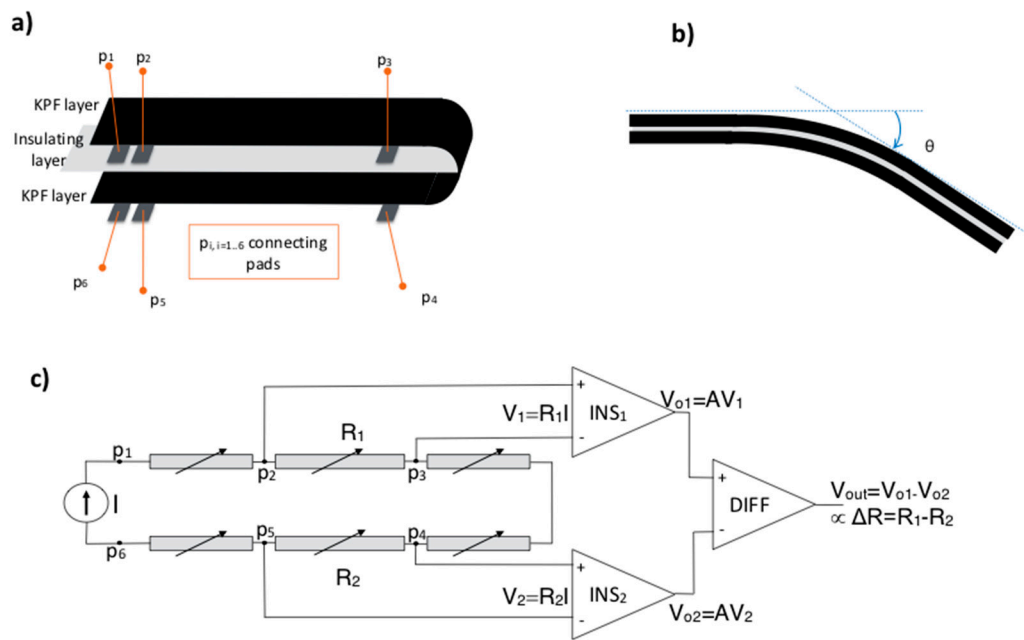 a)
p1
p2
p3
KPF layer
Insulating
layer
KPF layer
pi, i=1..6 connecting
pads
p6
p5
p4
b)
θ
c)
p1
I
p6
R1
p2
p3
p5
p4
R2
V1=R1I
+
-
INS1
Vo1=AV1
V2=R2I
+
-
INS2
Vo2=AV2
+
-
DIFF
Vout=Vo1-Vo2
∝ ΔR=R1-R2